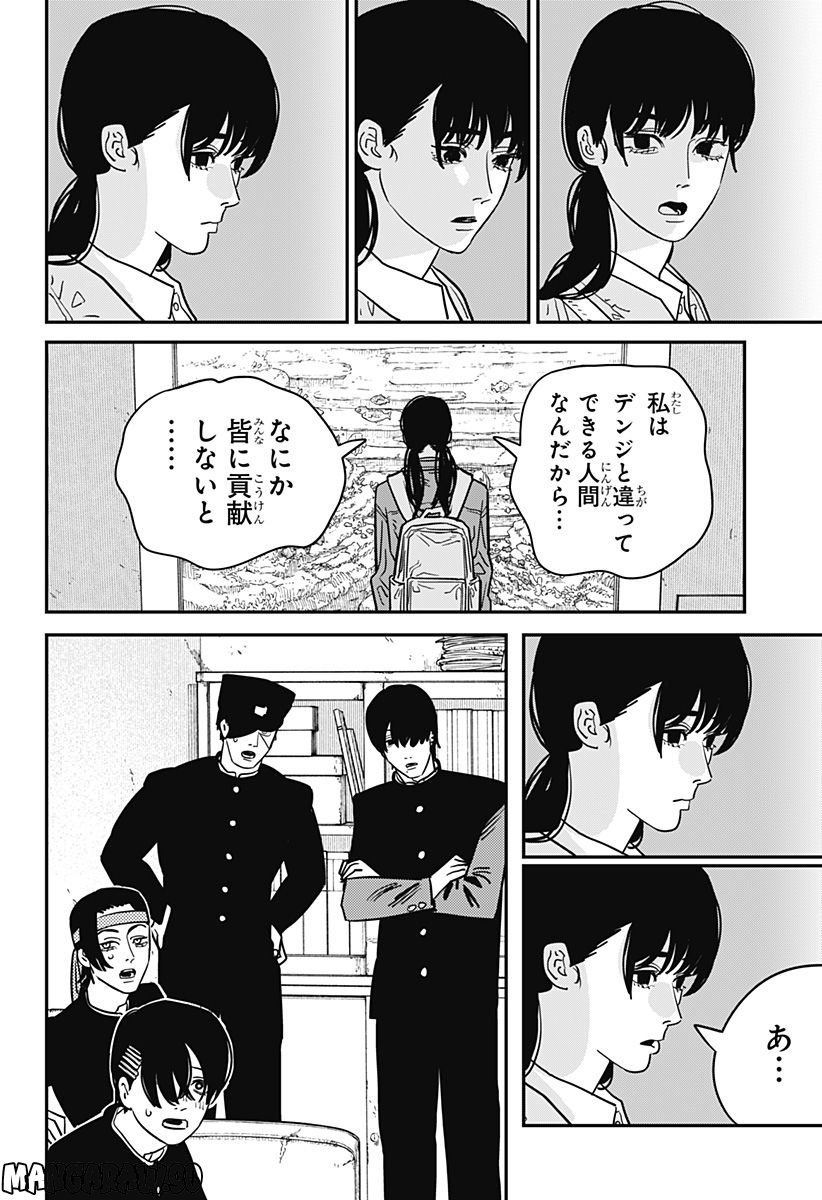 私は
デンジと違って
できる人間
なんだから…
なにか
皆に貢献
しないと
……
あ…
MANGARAW.SO